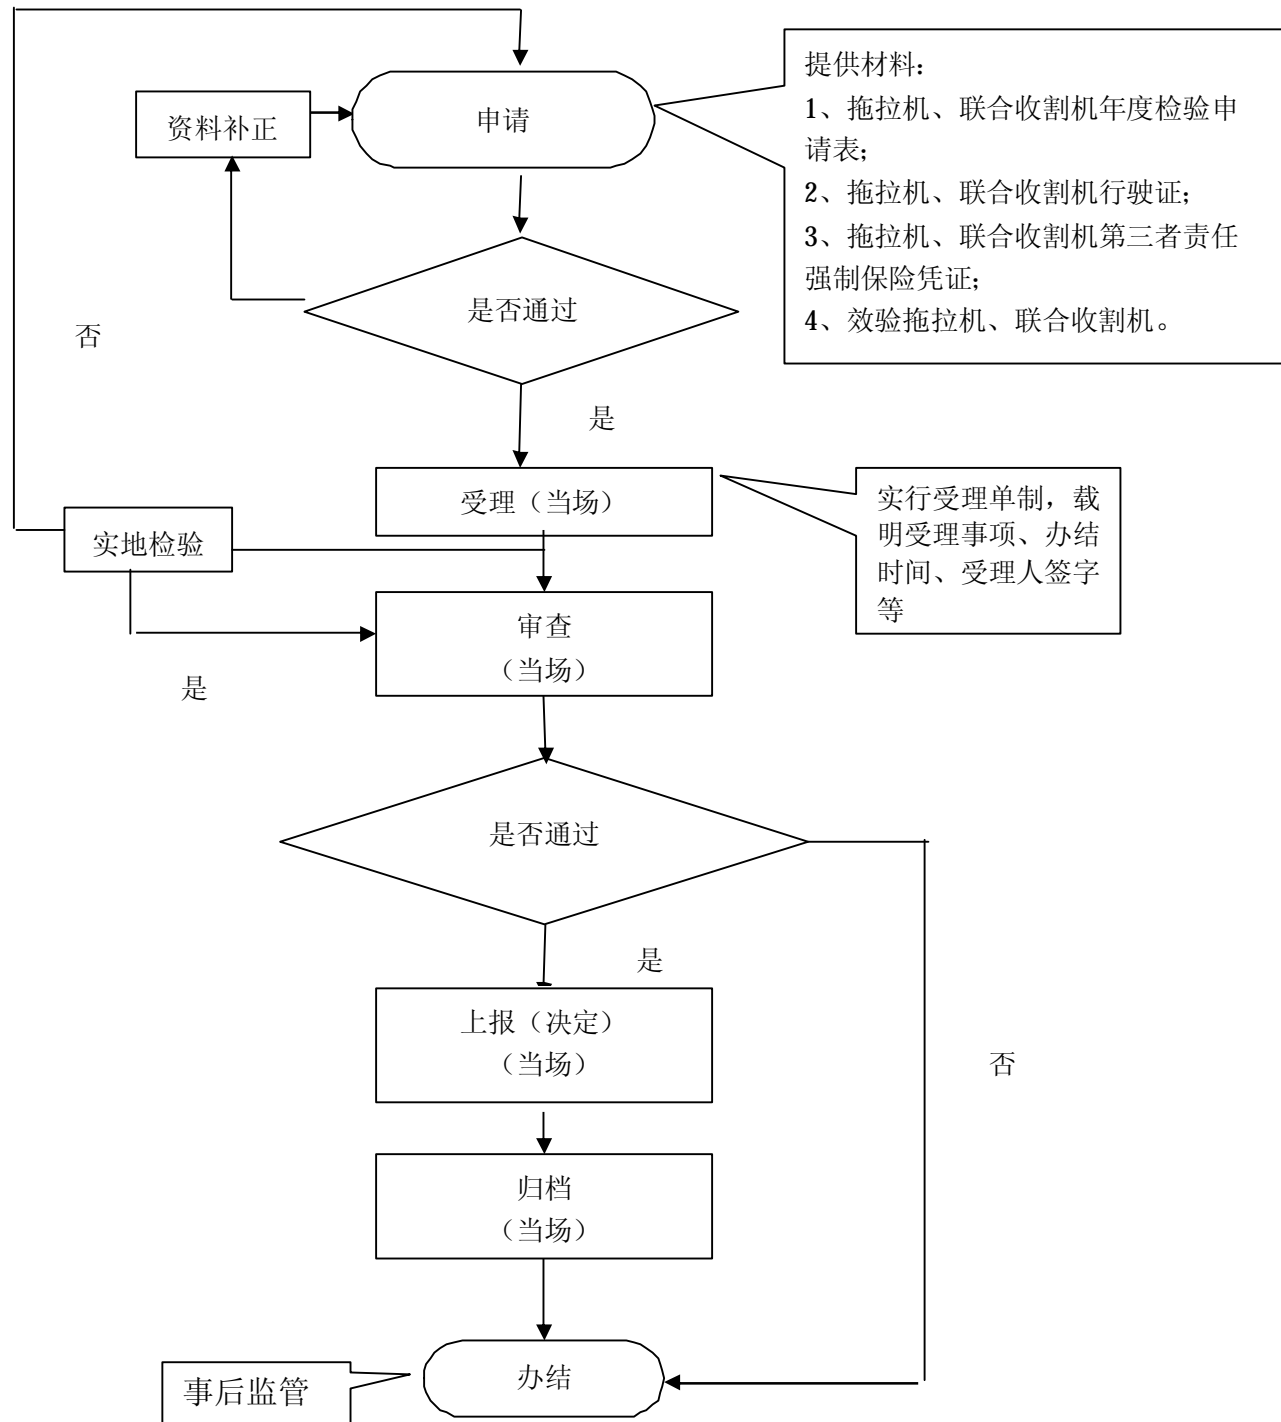 提供材料：
1、拖拉机、联合收割机年度检验申
请表；
2、拖拉机、联合收割机行驶证；
3、拖拉机、联合收割机第三者责任
强制保险凭证；
4、效验拖拉机、联合收割机。
申请
资料补正
是否通过
否
是
受理（当场）
实行受理单制，载
明受理事项、办结
时间、受理人签字
等
实地检验
审查
（当场）
是
是否通过
是
上报（决定）
（当场）
否
归档
（当场）
办结
事后监管